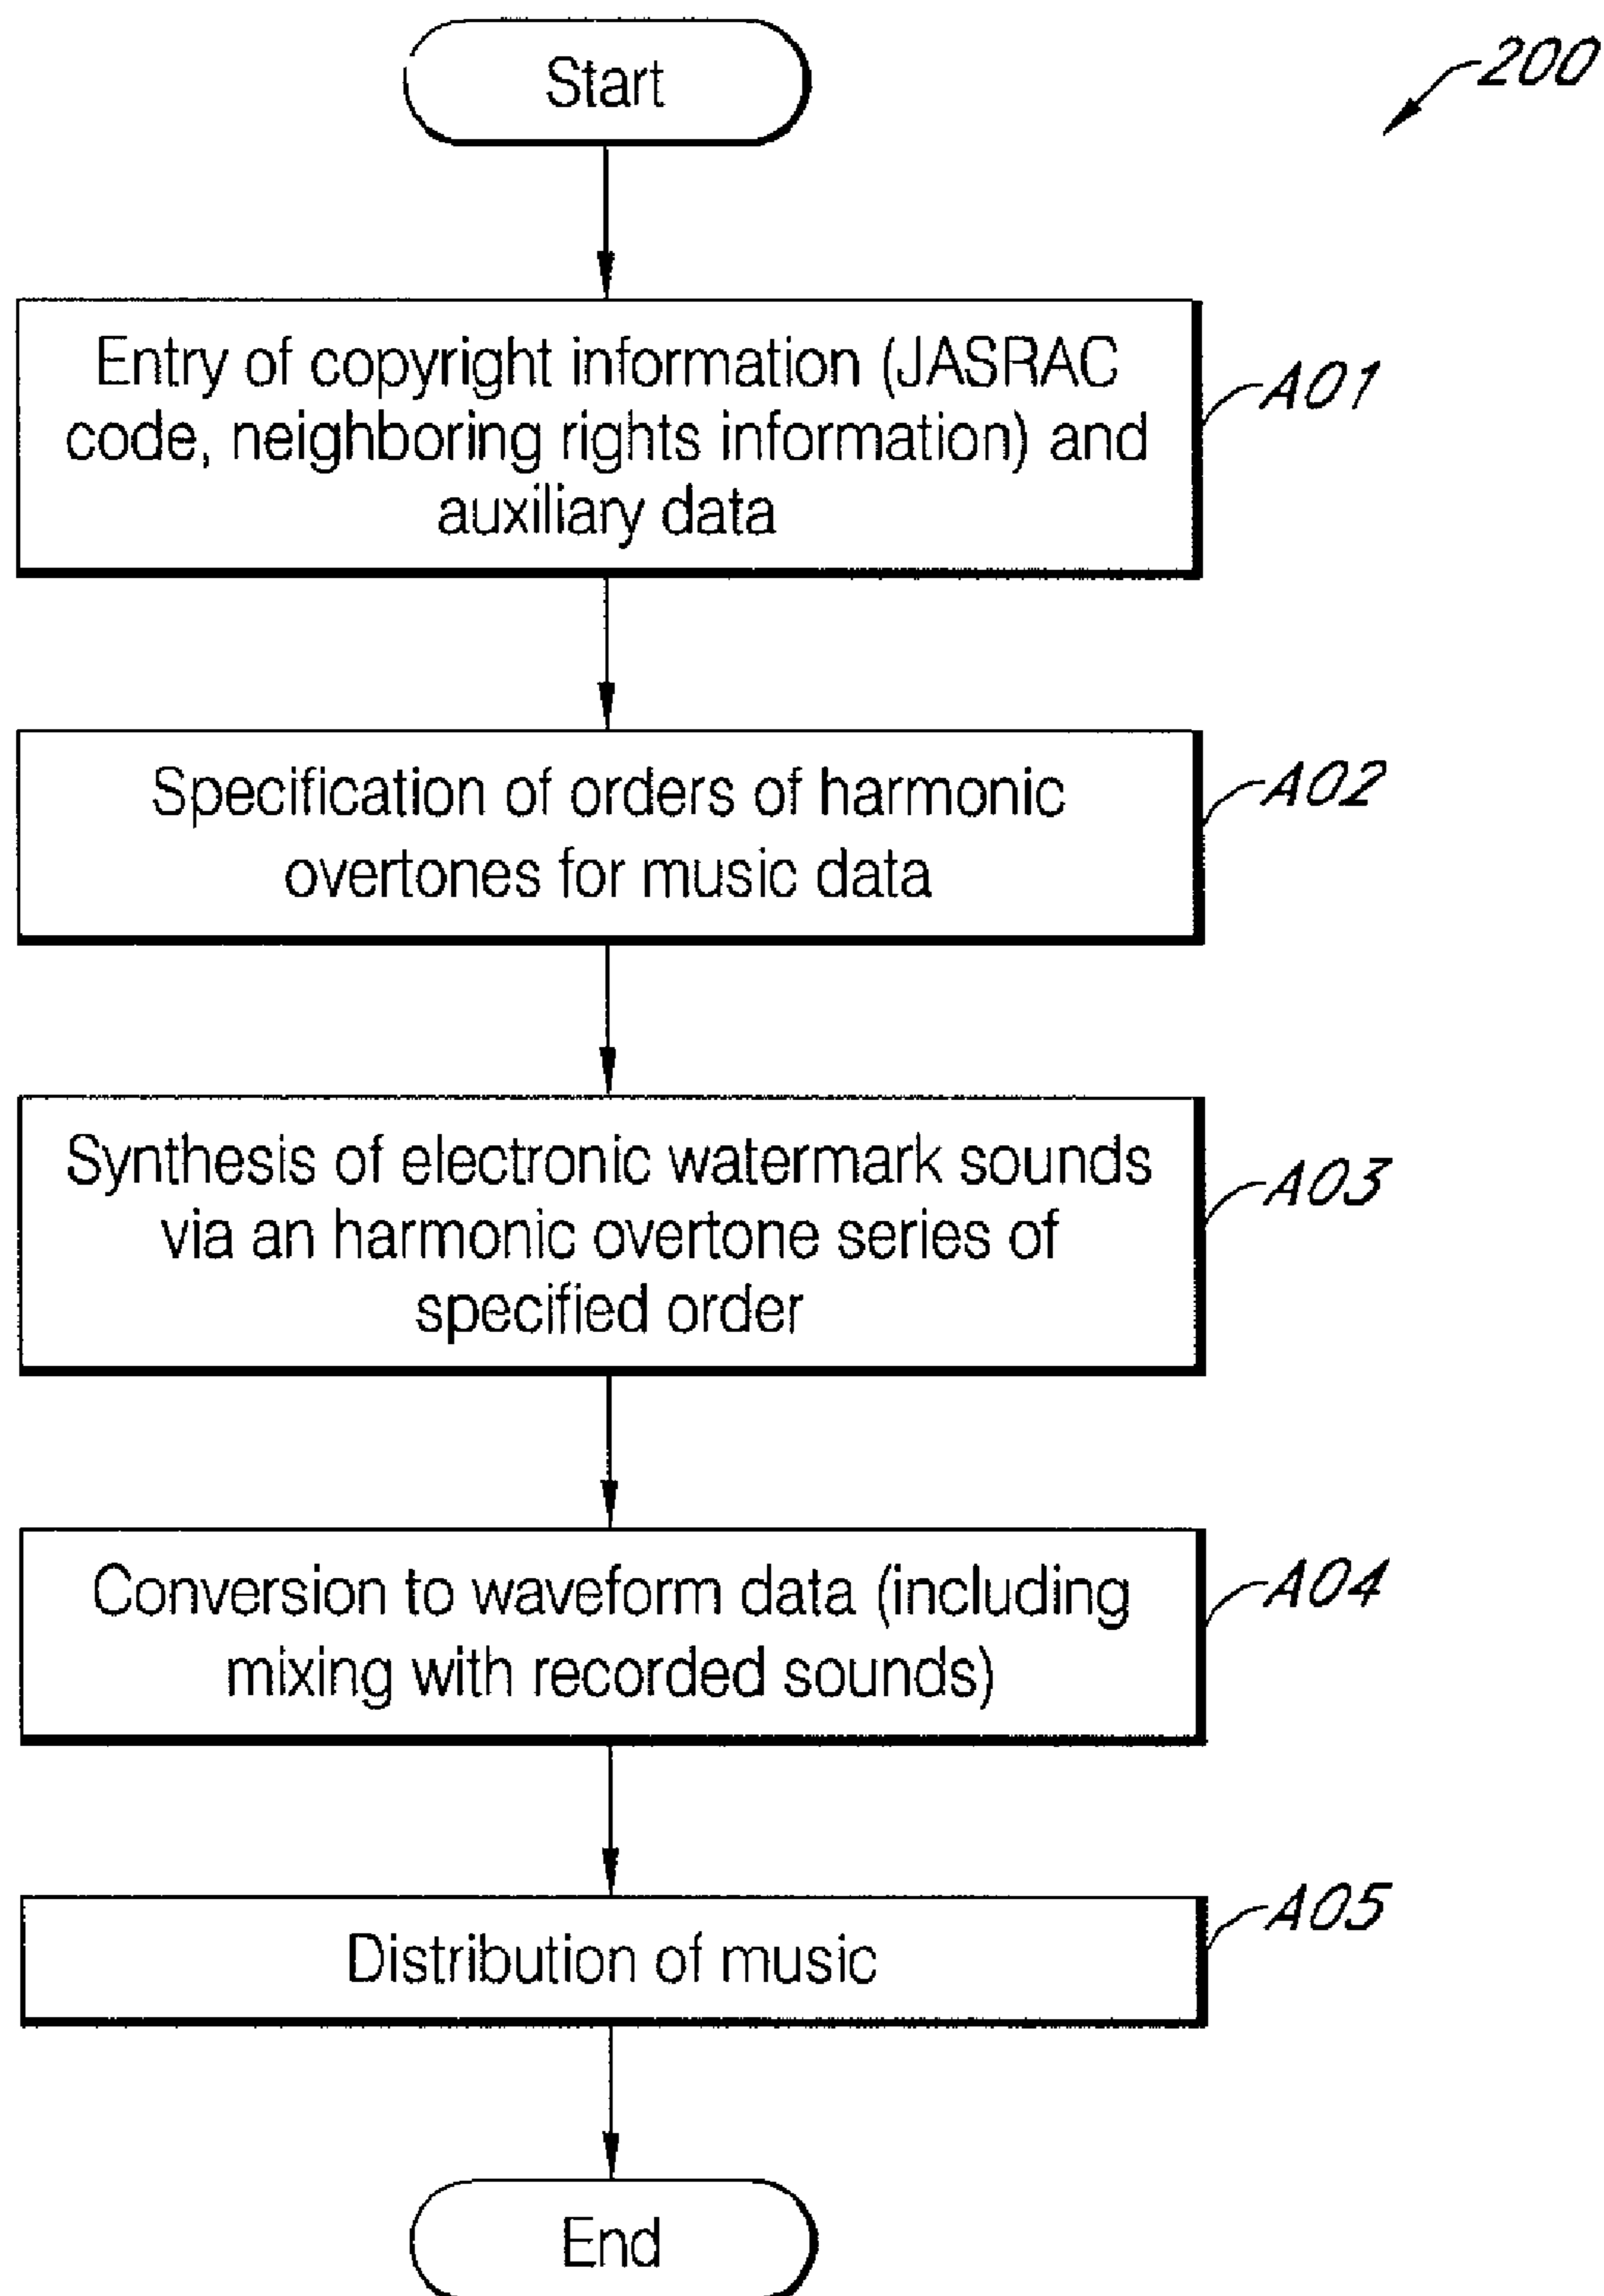 Start
200
Entry of copyright information (JASRAC
code, neighboring rights information) and
auxiliary data
A01
Specification of orders of harmonic
overtones for music data
A02
Synthesis of electronic watermark sounds
via an harmonic overtone series of
specified order
A03
Conversion to waveform data (including
mixing with recorded sounds)
A04
Distribution of music
A05
End